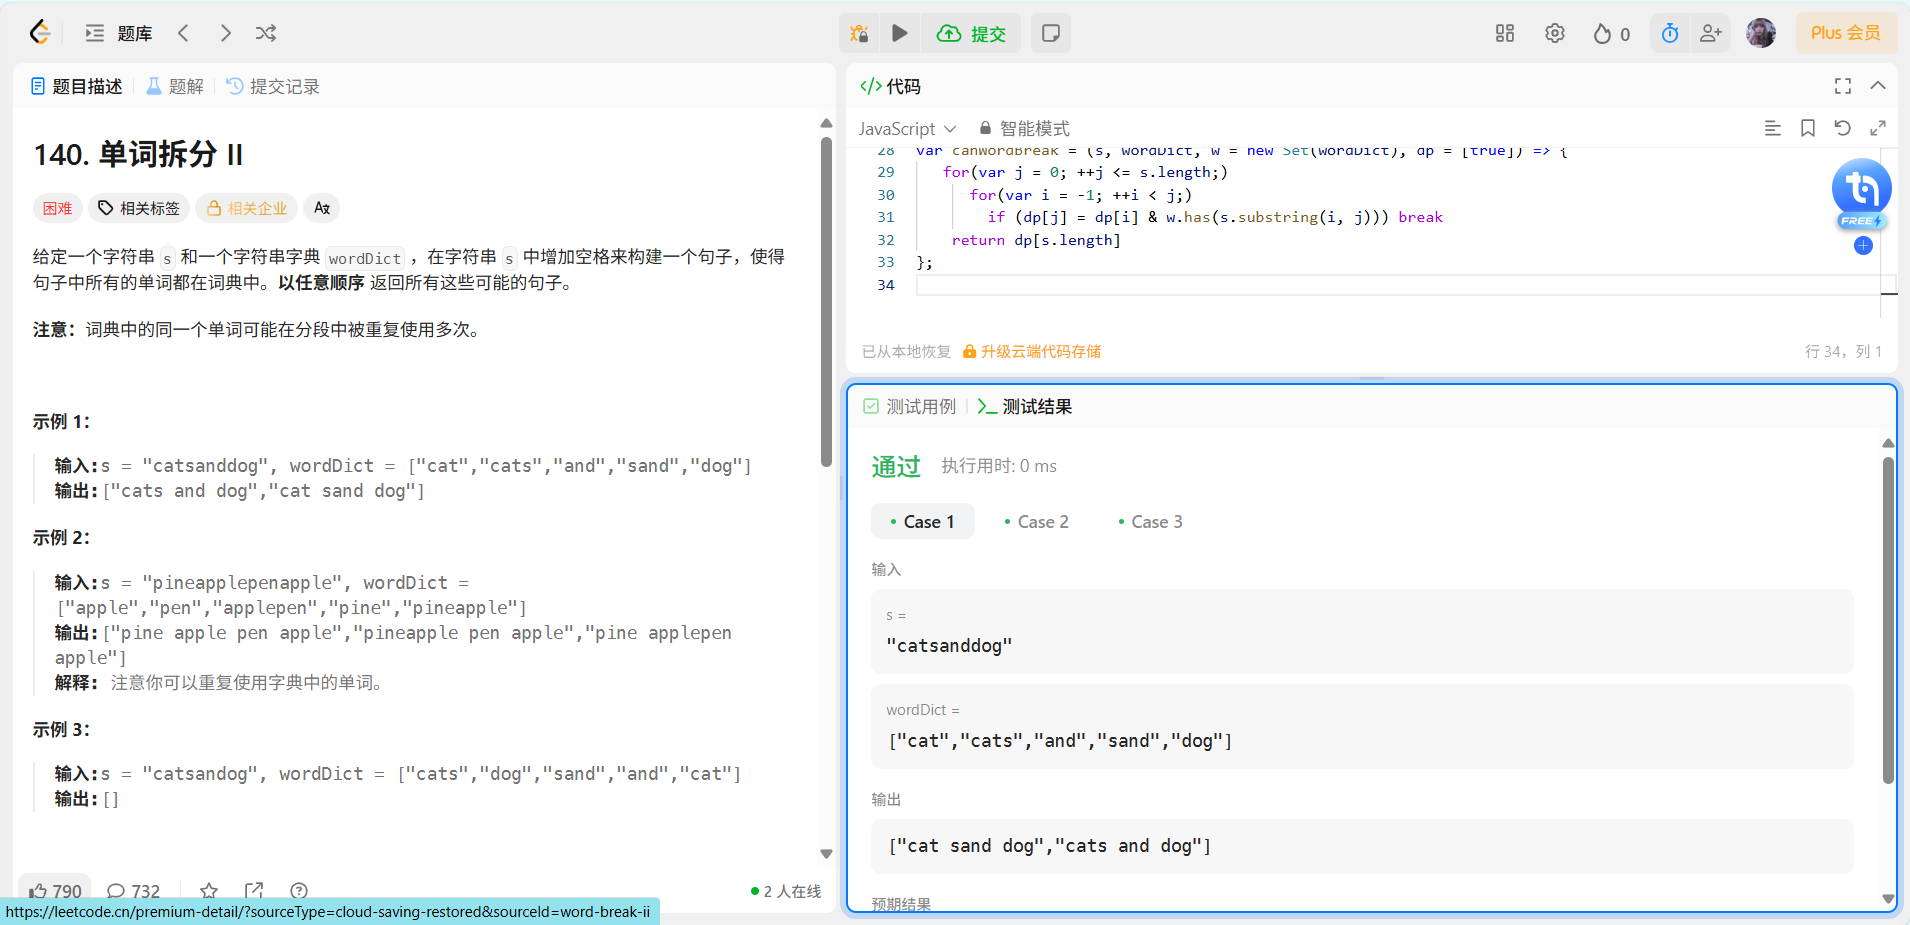 题库
提交
0
Plus 会员
题目描述
题解
提交记录
140. 单词拆分 II
困难
相关标签
相关企业
给定一个字符串 s 和一个字符串字典 wordDict ，在字符串 s 中增加空格来构建一个句子，使得
句子中所有的单词都在词典中。以任意顺序 返回所有这些可能的句子。
注意：词典中的同一个单词可能在分段中被重复使用多次。
示例 1：
输入:s = "catsanddog", wordDict = ["cat","cats","and","sand","dog"]
输出:["cats and dog","cat sand dog"]
示例 2：
输入:s = "pineapplepenapple", wordDict =
["apple","pen","applepen","pine","pineapple"]
输出:["pine apple pen apple","pineapple pen apple","pine applepen
apple"]
解释: 注意你可以重复使用字典中的单词。
示例 3：
输入:s = "catsandog", wordDict = ["cats","dog","sand","and","cat"]
输出:[]
790
732
2 人在线
https://leetcode.cn/premium-detail/?sourceType=cloud-saving-restored&sourceId=word-break-ii
</> 代码
JavaScript
智能模式
28 var canWordBreak = (s, wordDict, w = new Set(wordDict), dp = [true]) => {
29 for(var j = 0; ++j <= s.length;)
30 for(var i = -1; ++i < j;)
31 if (dp[j] = dp[i] & w.has(s.substring(i, j))) break
32 return dp[s.length]
33 };
34
FREE
已从本地恢复
升级云端代码存储
行 34，列 1
测试用例
测试结果
通过
执行用时: 0 ms
Case 1
Case 2
Case 3
输入
s =
"catsanddog"
wordDict =
["cat","cats","and","sand","dog"]
输出
["cat sand dog","cats and dog"]
预期结果